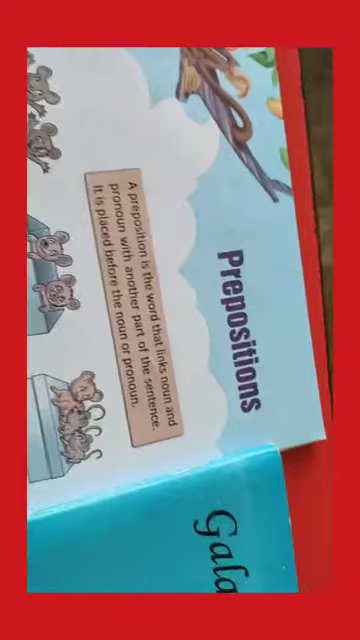 Prepositions
A preposition is the word that links noun and
pronoun with another part of the sentence.
It is placed before the noun or pronoun.
Gala